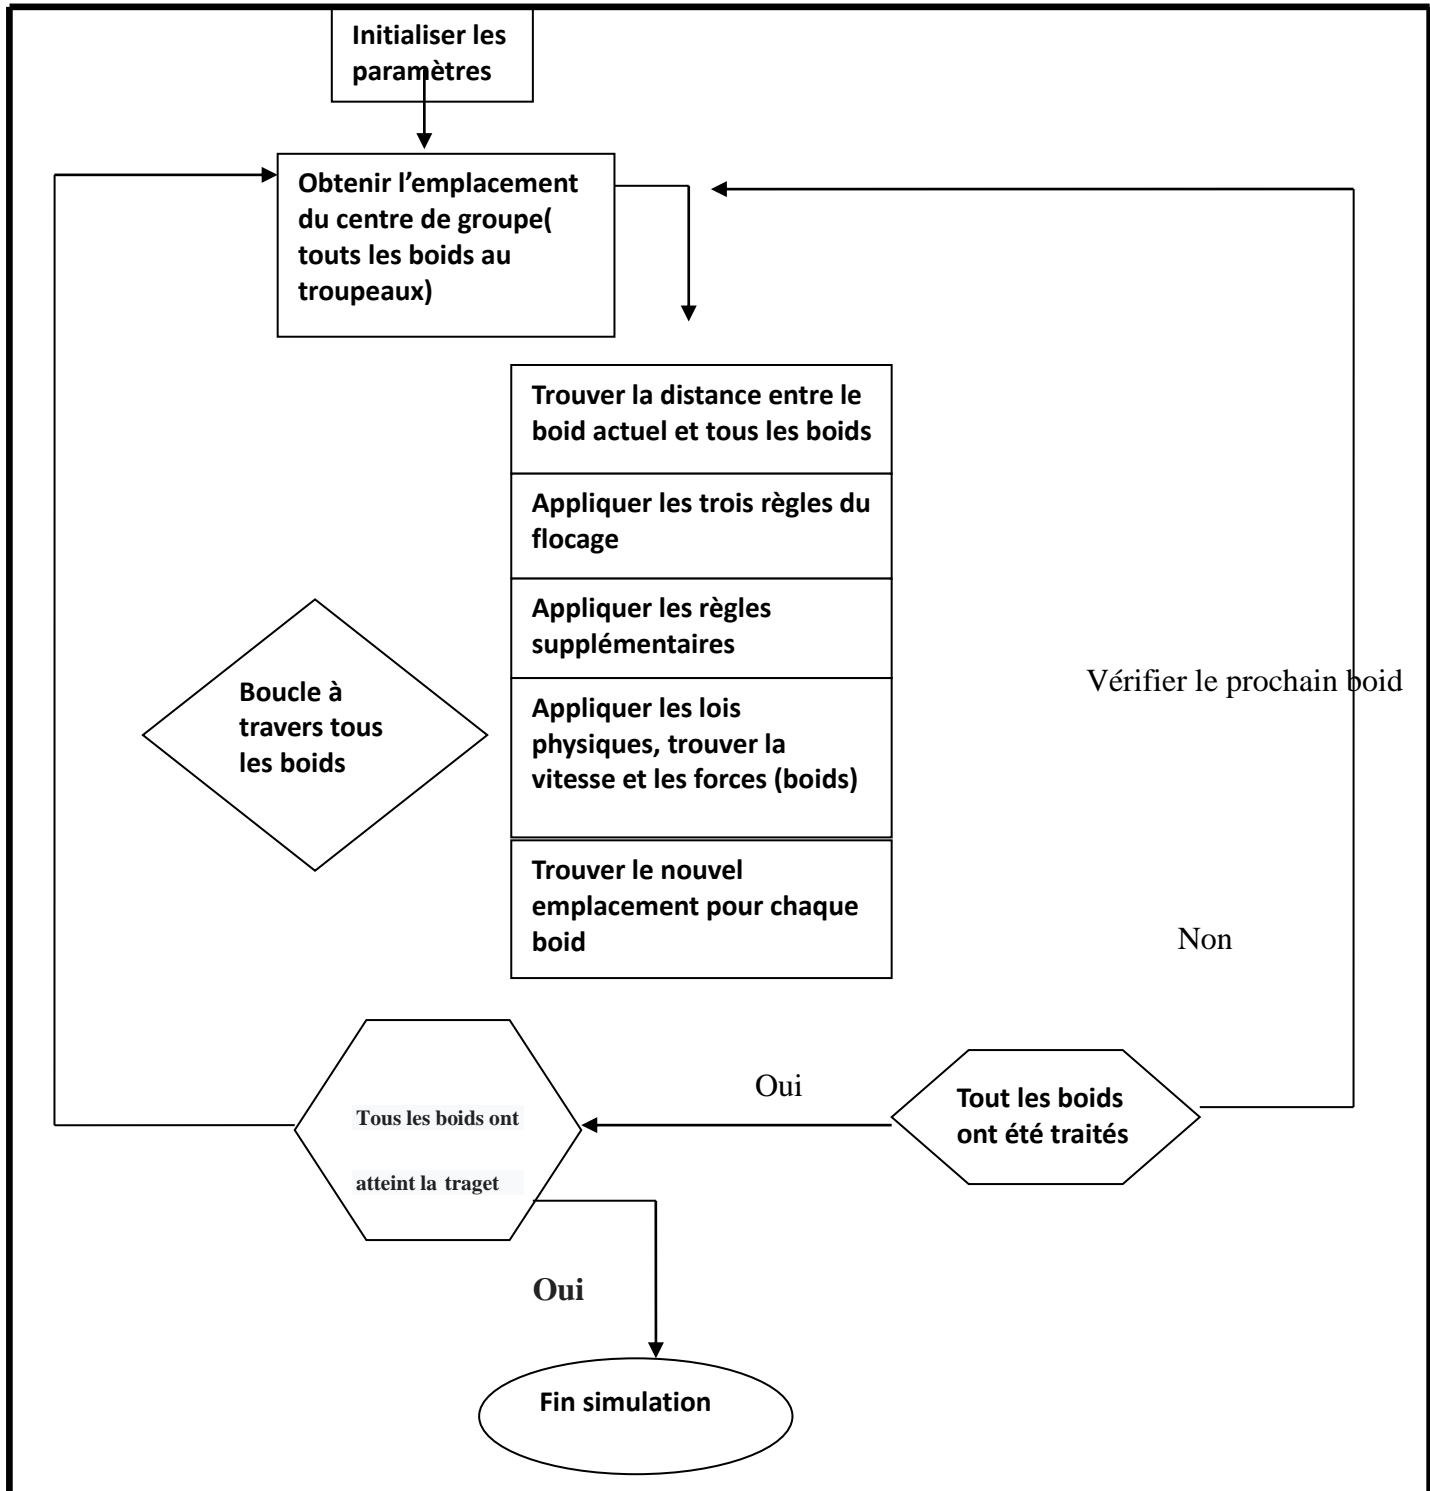 Initialiser les
paramètres
Obtenir l’emplacement
du centre de groupe(
touts les boids au
troupeaux)
Trouver la distance entre le
boid actuel et tous les boids
Appliquer les trois règles du
flocage
Appliquer les règles
supplémentaires
Boucle à
travers tous
les boids
Appliquer les lois
physiques, trouver la
vitesse et les forces (boids)
Vérifier le prochain boid
Trouver le nouvel
emplacement pour chaque
boid
Non
Oui
Tout les boids
ont été traités
Tous les boids ont
atteint la traget
Oui
Fin simulation